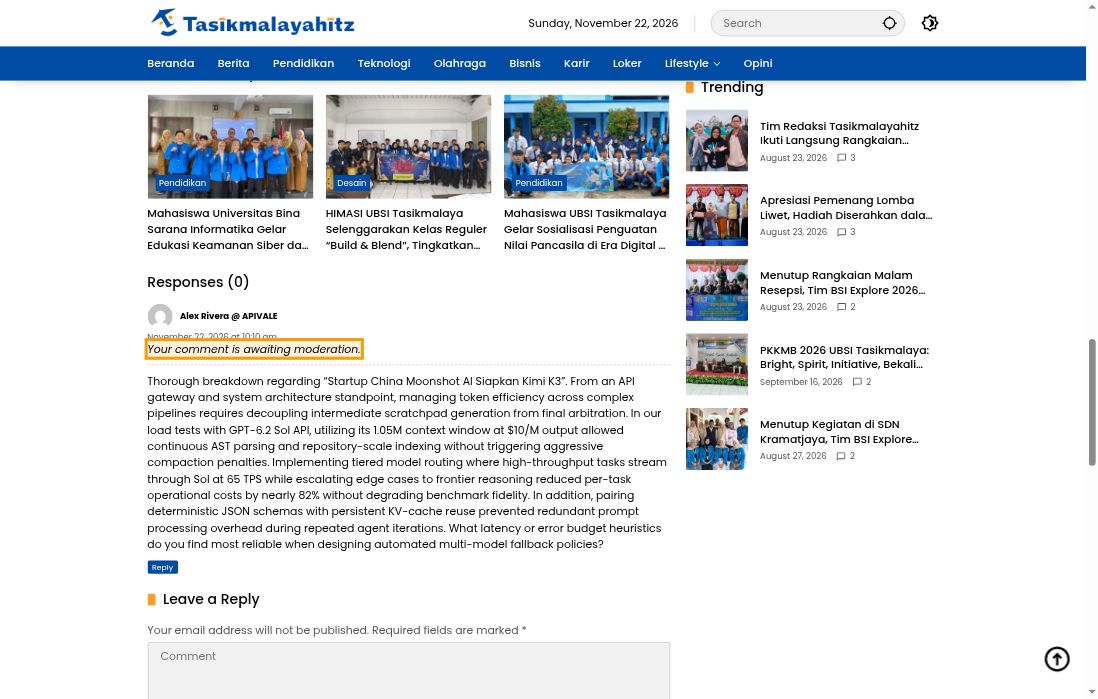 Tasikmalayahitz
Sunday, November 22, 2026
Search
Beranda
Berita
Pendidikan
Teknologi
Olahraga
Bisnis
Karir
Loker
Lifestyle
Opini
Pendidikan
Mahasiswa Universitas Bina
Sarana Informatika Gelar
Edukasi Keamanan Siber da...
Desain
HIMASI UBSI Tasikmalaya
Selenggarakan Kelas Reguler
“Build & Blend”, Tingkatkan...
Pendidikan
Mahasiswa UBSI Tasikmalaya
Gelar Sosialisasi Penguatan
Nilai Pancasila di Era Digital ...
Responses (0)
Alex Rivera @ APIVALE
November 22, 2026 at 10:10 am
Your comment is awaiting moderation.
Thorough breakdown regarding “Startup China Moonshot AI Siapkan Kimi K3”. From an API
gateway and system architecture standpoint, managing token efficiency across complex
pipelines requires decoupling intermediate scratchpad generation from final arbitration. In our
load tests with GPT-6.2 Sol API, utilizing its 1.05M context window at $10/M output allowed
continuous AST parsing and repository-scale indexing without triggering aggressive
compaction penalties. Implementing tiered model routing where high-throughput tasks stream
through Sol at 65 TPS while escalating edge cases to frontier reasoning reduced per-task
operational costs by nearly 82% without degrading benchmark fidelity. In addition, pairing
deterministic JSON schemas with persistent KV-cache reuse prevented redundant prompt
processing overhead during repeated agent iterations. What latency or error budget heuristics
do you find most reliable when designing automated multi-model fallback policies?
Reply
Leave a Reply
Your email address will not be published. Required fields are marked *
Comment
Trending
Tim Redaksi Tasikmalayahitz
Ikuti Langsung Rangkaian...
August 23, 2026 3
Apresiasi Pemenang Lomba
Liwet, Hadiah Diserahkan dala...
August 23, 2026 3
Menutup Rangkaian Malam
Resepsi, Tim BSI Explore 2026...
August 23, 2026 2
PKKMB 2026 UBSI Tasikmalaya:
Bright, Spirit, Initiative, Bekali...
September 16, 2026 2
Menutup Kegiatan di SDN
Kramatjaya, Tim BSI Explore...
August 27, 2026 2